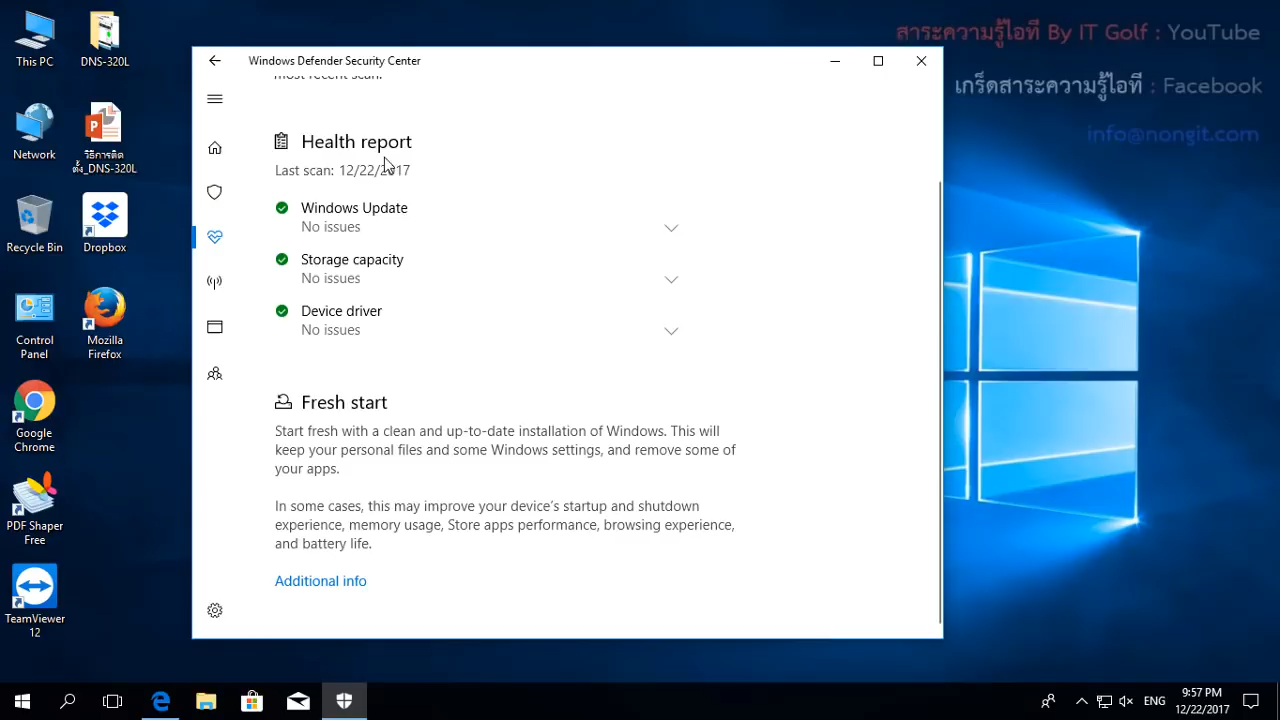 สาระความรู้ไอที By IT Golf : YouTube
เกร็ดสาระความรู้ไอที : Facebook
info@nongit.com
This PC
DNS-320L
Network
วิธีการติด
ตั้ง_DNS-320L
Recycle Bin
Dropbox
Control
Panel
Mozilla
Firefox
Google
Chrome
PDF Shaper
Free
TeamViewer
12
Windows Defender Security Center
most recent scan.
Health report
Last scan: 12/22/2017
Windows Update
No issues
Storage capacity
No issues
Device driver
No issues
Fresh start
Start fresh with a clean and up-to-date installation of Windows. This will
keep your personal files and some Windows settings, and remove some of
your apps.
In some cases, this may improve your device's startup and shutdown
experience, memory usage, Store apps performance, browsing experience,
and battery life.
Additional info
ENG
9:57 PM
12/22/2017